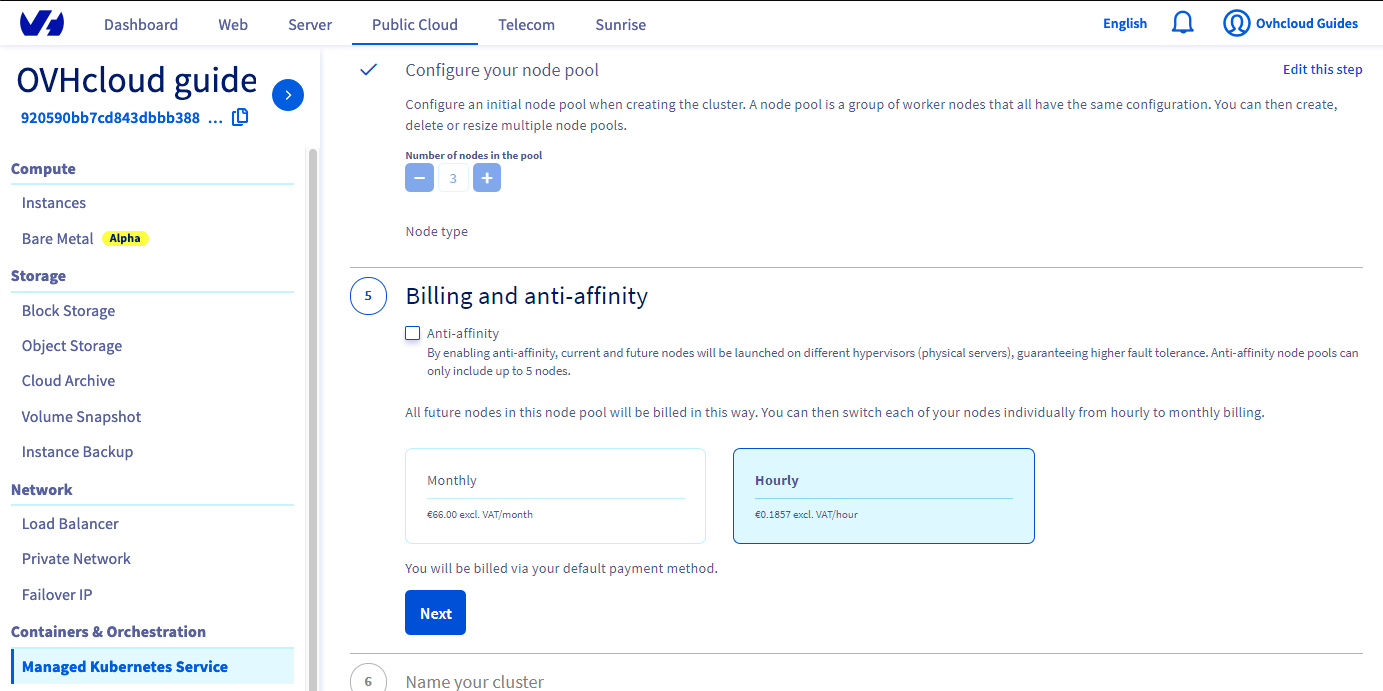 Dashboard
Web
Server
Public Cloud
Telecom
Sunrise
English
Ovhcloud Guides
OVHcloud guide
920590bb7cd843dbbb388 ...
Compute
Instances
Bare Metal Alpha
Storage
Block Storage
Object Storage
Cloud Archive
Volume Snapshot
Instance Backup
Network
Load Balancer
Private Network
Failover IP
Containers & Orchestration
Managed Kubernetes Service
Configure your node pool
Edit this step
Configure an initial node pool when creating the cluster. A node pool is a group of worker nodes that all have the same configuration. You can then create,
delete or resize multiple node pools.
Number of nodes in the pool
− 3 +
Node type
5 Billing and anti-affinity
Anti-affinity
By enabling anti-affinity, current and future nodes will be launched on different hypervisors (physical servers), guaranteeing higher fault tolerance. Anti-affinity node pools can
only include up to 5 nodes.
All future nodes in this node pool will be billed in this way. You can then switch each of your nodes individually from hourly to monthly billing.
Monthly
€66.00 excl. VAT/month
Hourly
€0.1857 excl. VAT/hour
You will be billed via your default payment method.
Next
6 Name your cluster